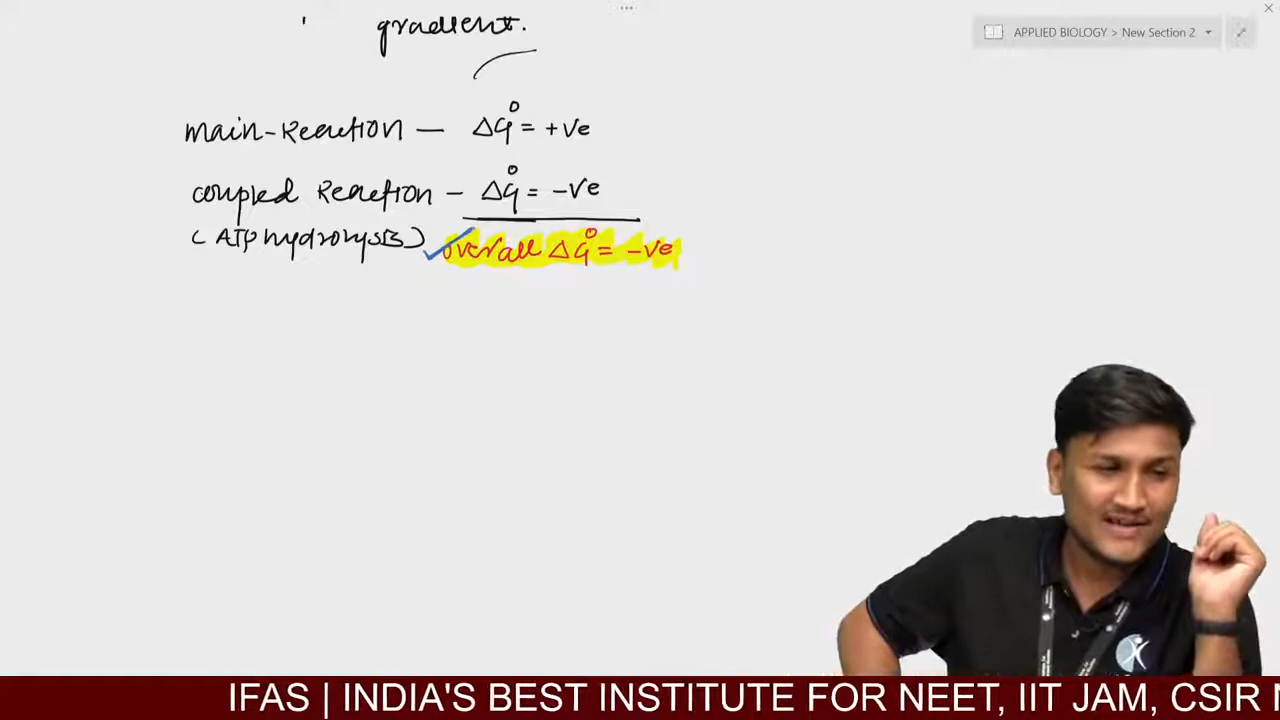 gradient.
APPLIED BIOLOGY > New Section 2
main-Reaction — ΔG° = +ve
coupled Reaction – ΔG° = -ve
(ATP hydrolysis) overall ΔG° = -ve
IFAS | INDIA'S BEST INSTITUTE FOR NEET, IIT JAM, CSIR N